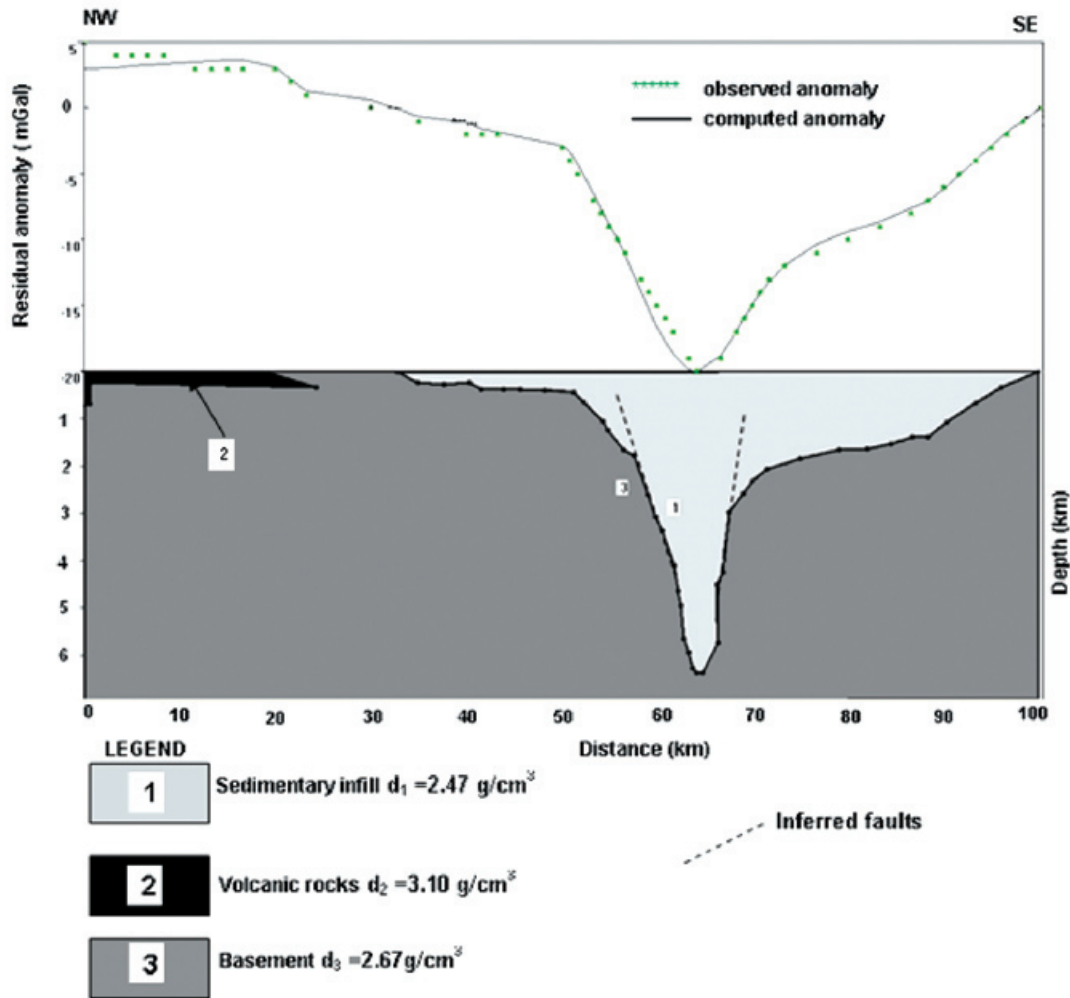 NW
SE
5
0
-5
-10
-15
-20
Residual anomaly ( mGal)
observed anomaly
computed anomaly
2
3
1
1
2
3
4
5
6
Depth (km)
0 10 20 30 40 50 60 70 80 90 100
Distance (km)
LEGEND
1 Sedimentary infill d₁ =2.47 g/cm³
2 Volcanic rocks d₂ =3.10 g/cm³
3 Basement d₃ =2.67g/cm³
Inferred faults